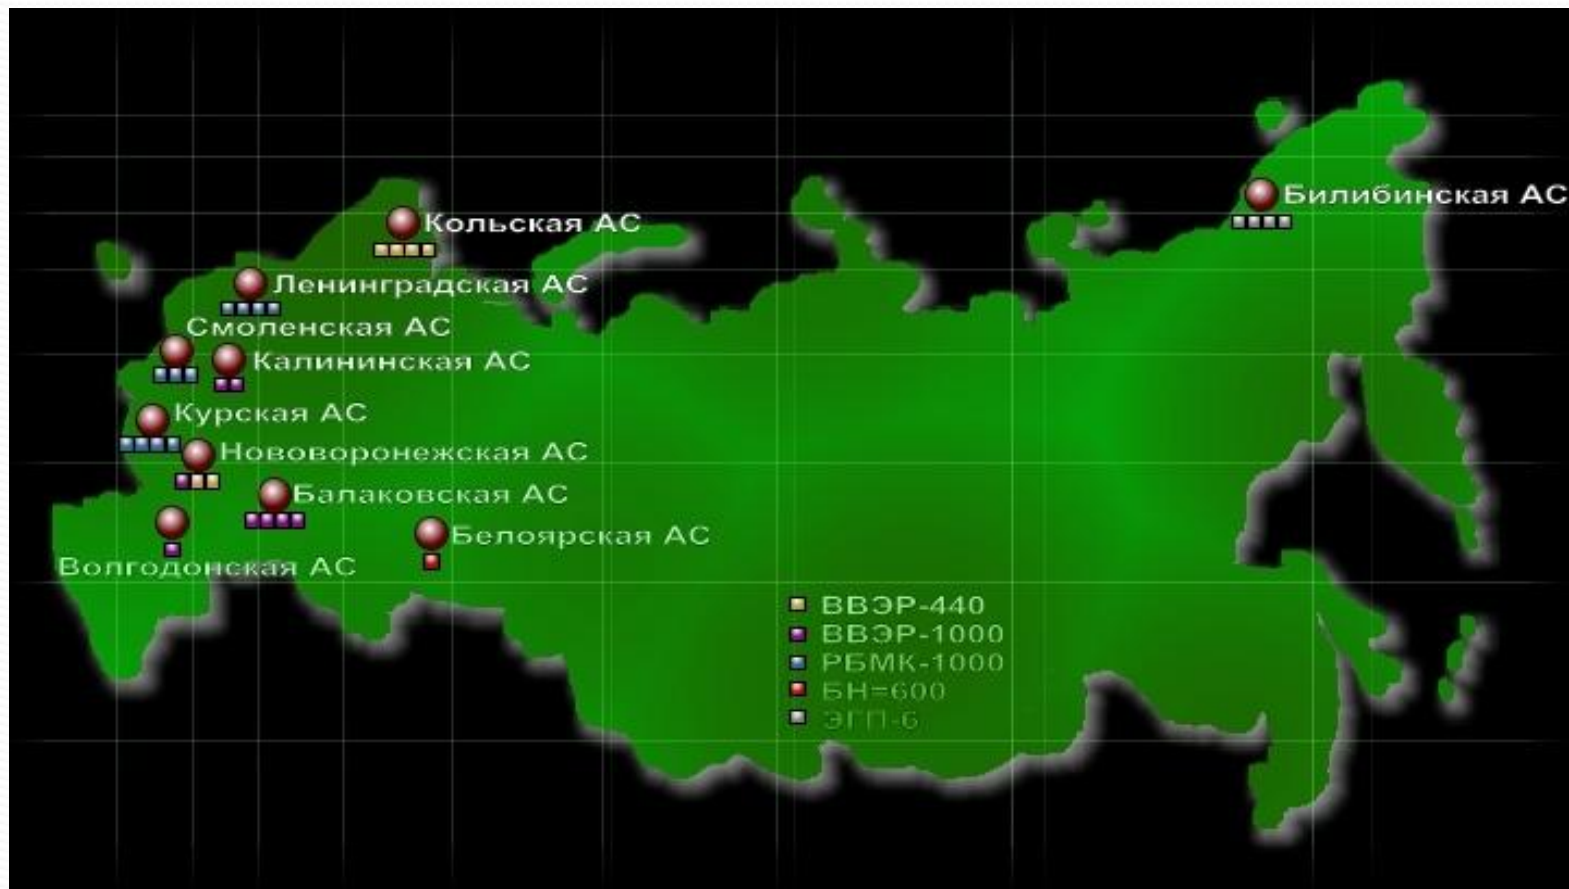 Билибинская АС
Кольская АС
Ленинградская АС
Смоленская АС
Калининская АС
Курская АС
Нововоронежская АС
Балаковская АС
Белоярская АС
Волгодонская АС
ВВЭР-440
ВВЭР-1000
РБМК-1000
БН=600
ЭГП-6